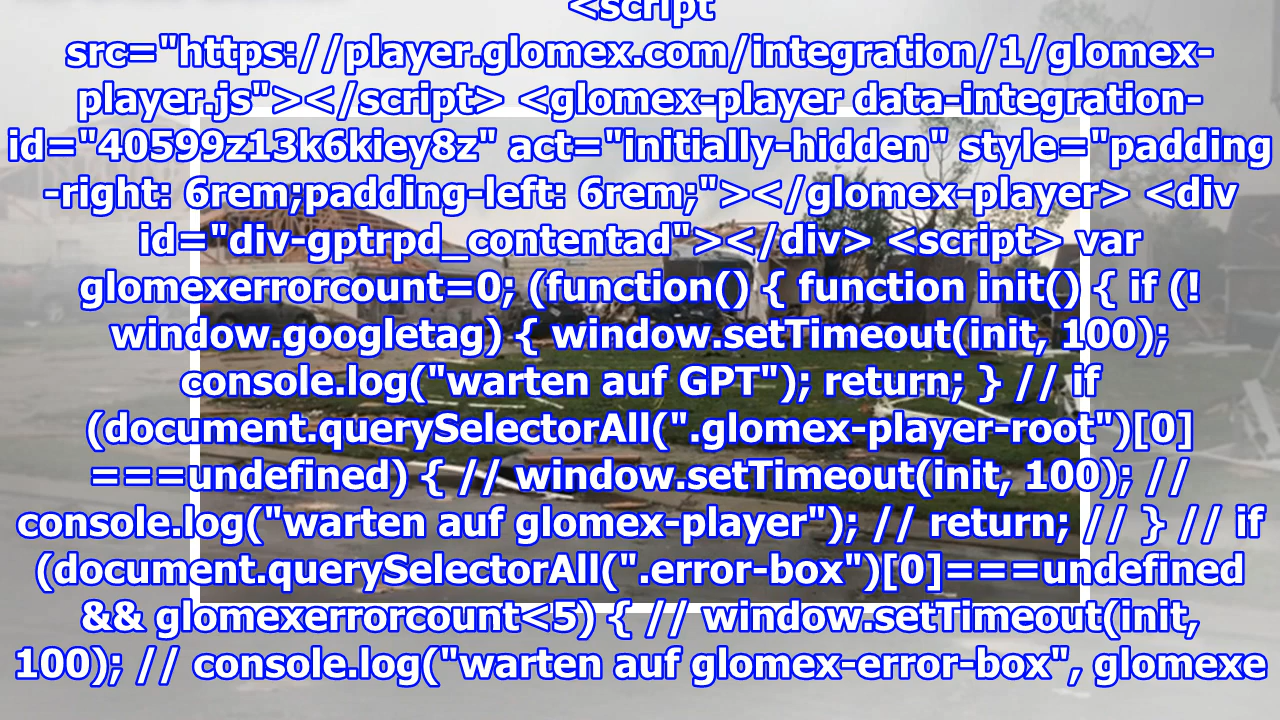 <script
src="https://player.glomex.com/integration/1/glomex-
player.js"></script> <glomex-player data-integration-
id="40599z13k6kiey8z" act="initially-hidden" style="padding
-right: 6rem;padding-left: 6rem;"></glomex-player> <div
id="div-gptrpd_contentad"></div> <script> var
glomexerrorcount=0; (function() { function init() { if (!
window.googletag) { window.setTimeout(init, 100);
console.log("warten auf GPT"); return; } // if
(document.querySelectorAll(".glomex-player-root")[0]
===undefined) { // window.setTimeout(init, 100); //
console.log("warten auf glomex-player"); // return; // } // if
(document.querySelectorAll(".error-box")[0]===undefined
&& glomexerrorcount<5) { // window.setTimeout(init,
100); // console.log("warten auf glomex-error-box", glomexe